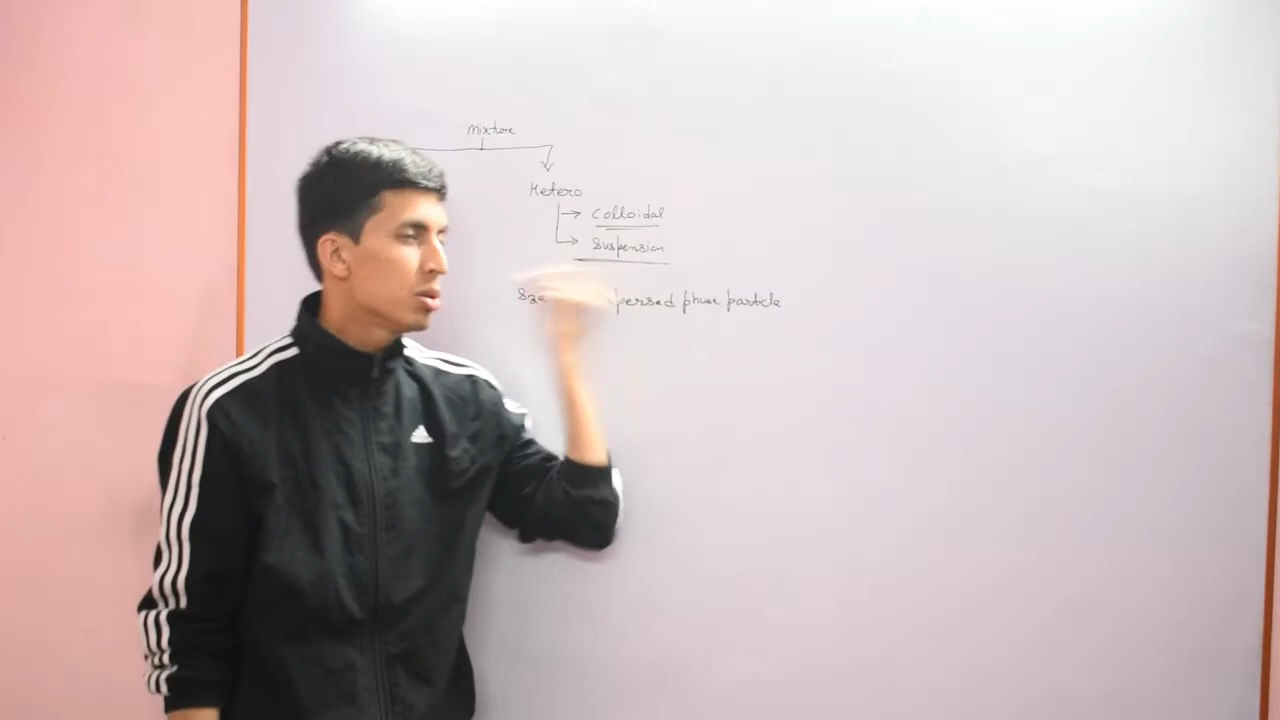 Mixture
Hetero
→ Colloidal
→ Suspension
Size persed phase particle